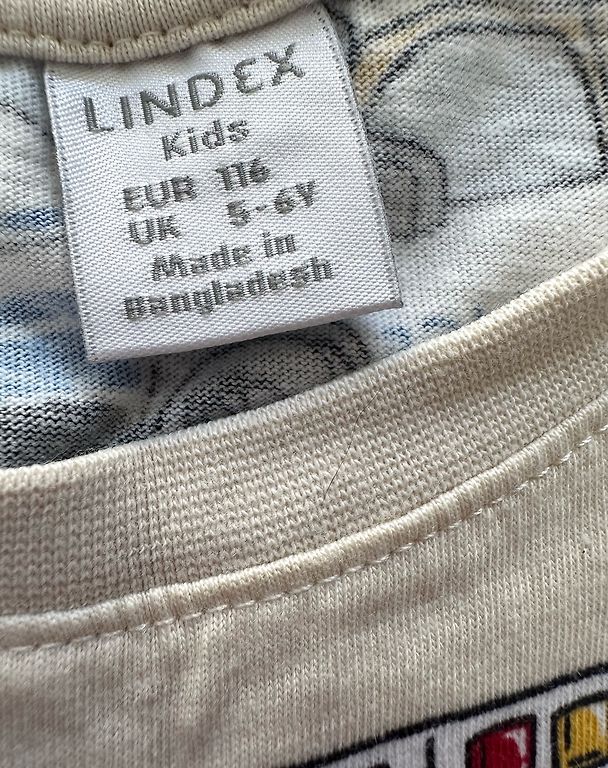 LINDEX
Kids
EUR 116
UK 5-6Y
Made in
Bangladesh